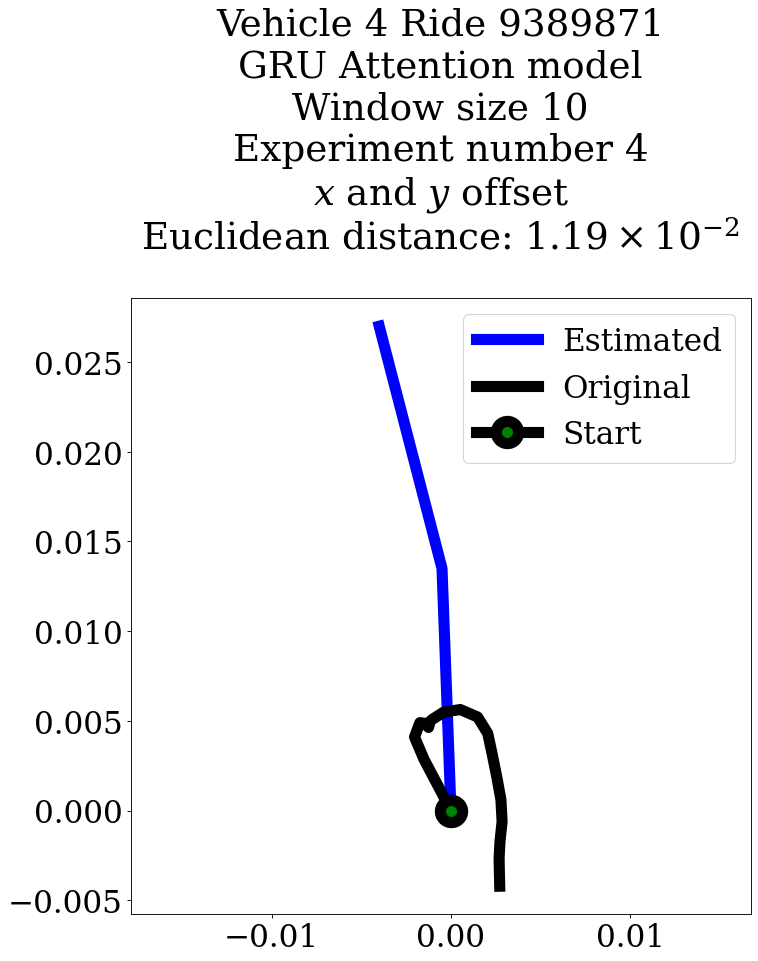 Vehicle 4 Ride 9389871
GRU Attention model
Window size 10
Experiment number 4
x and y offset
Euclidean distance: 1.19 × 10⁻²
Estimated
Original
Start
0.025
0.020
0.015
0.010
0.005
0.000
−0.005
−0.01
0.00
0.01